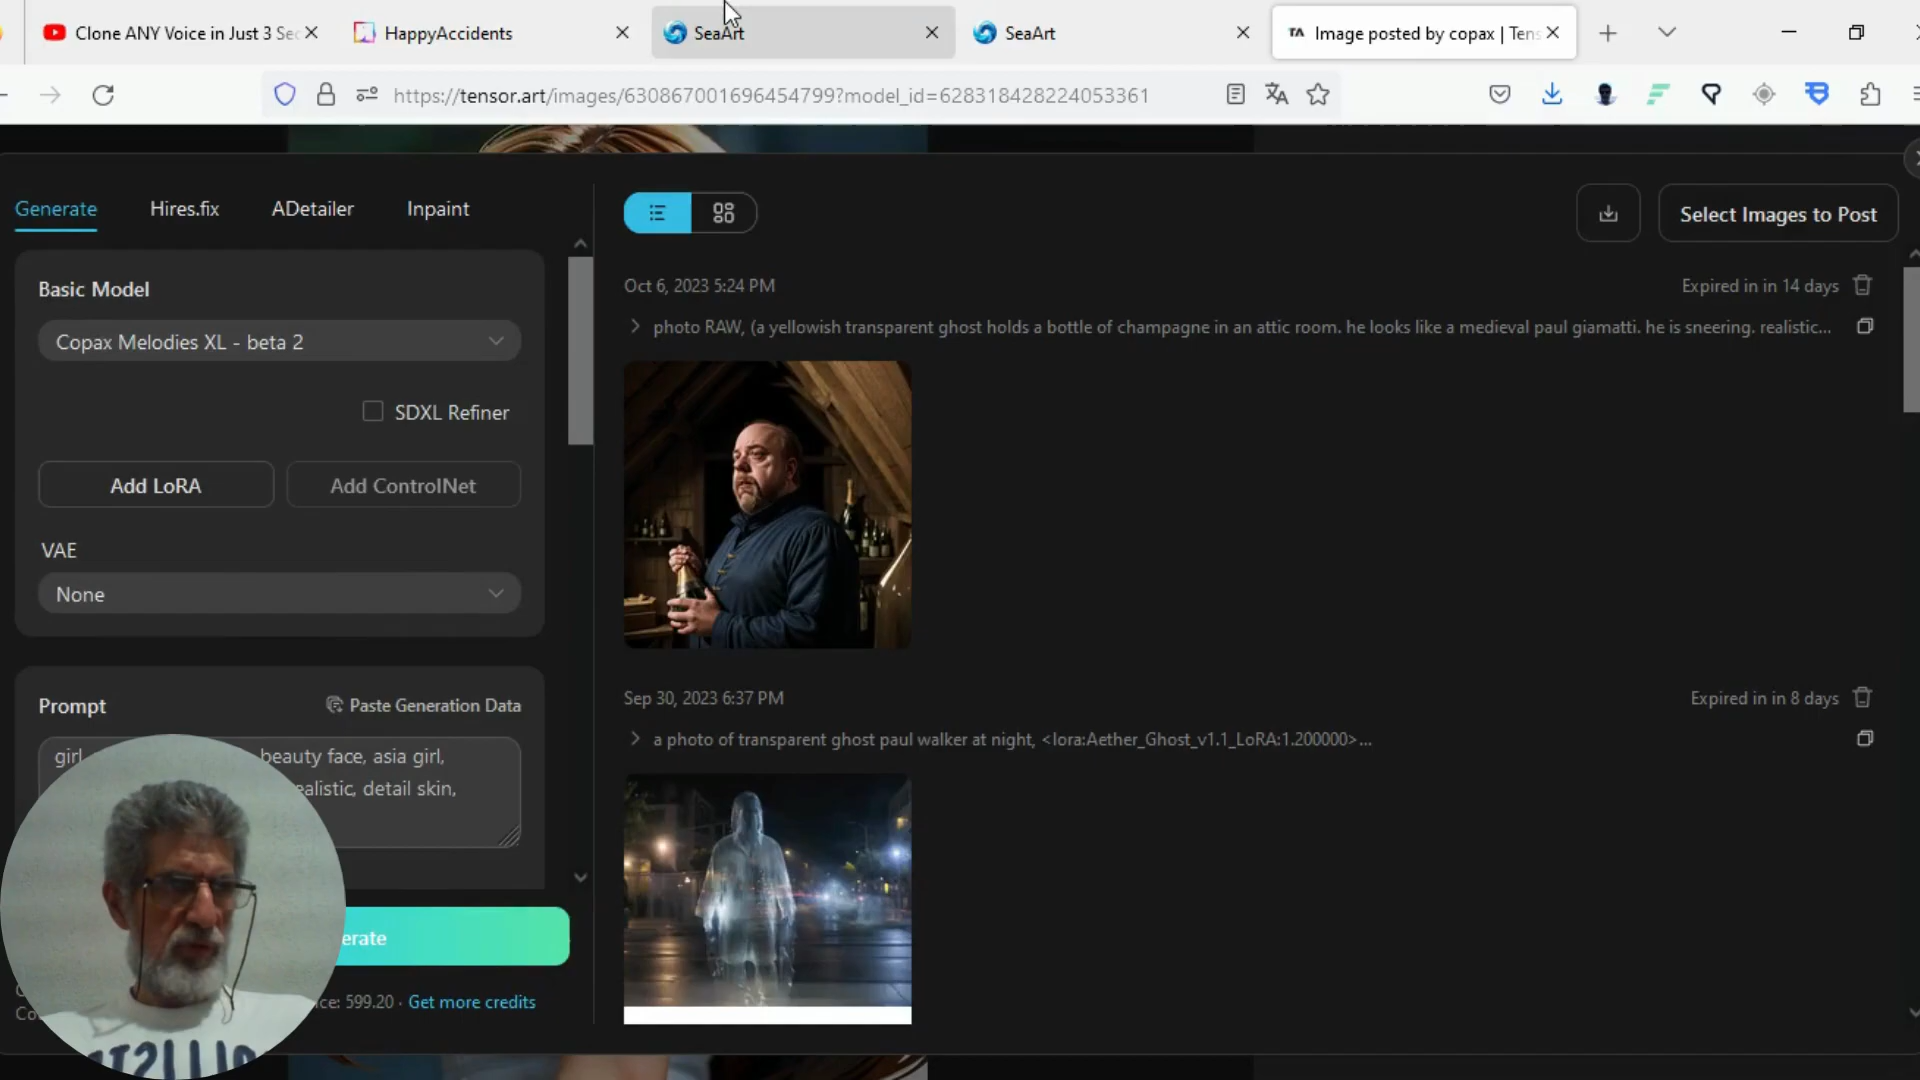 Clone ANY Voice in Just 3 Sec
HappyAccidents
SeaArt
SeaArt
TA Image posted by copax | Tens
https://tensor.art/images/630867001696454799?model_id=628318428224053361
Generate
Hires.fix
ADetailer
Inpaint
Select Images to Post
Basic Model
Copax Melodies XL - beta 2
SDXL Refiner
Add LoRA
Add ControlNet
VAE
None
Prompt
Paste Generation Data
girl, beauty face, asia girl,
ealistic, detail skin,
erate
ce: 599.20 · Get more credits
Oct 6, 2023 5:24 PM
Expired in in 14 days
photo RAW, (a yellowish transparent ghost holds a bottle of champagne in an attic room. he looks like a medieval paul giamatti. he is sneering. realistic...
Sep 30, 2023 6:37 PM
Expired in in 8 days
a photo of transparent ghost paul walker at night, <lora:Aether_Ghost_v1.1_LoRA:1.200000>...